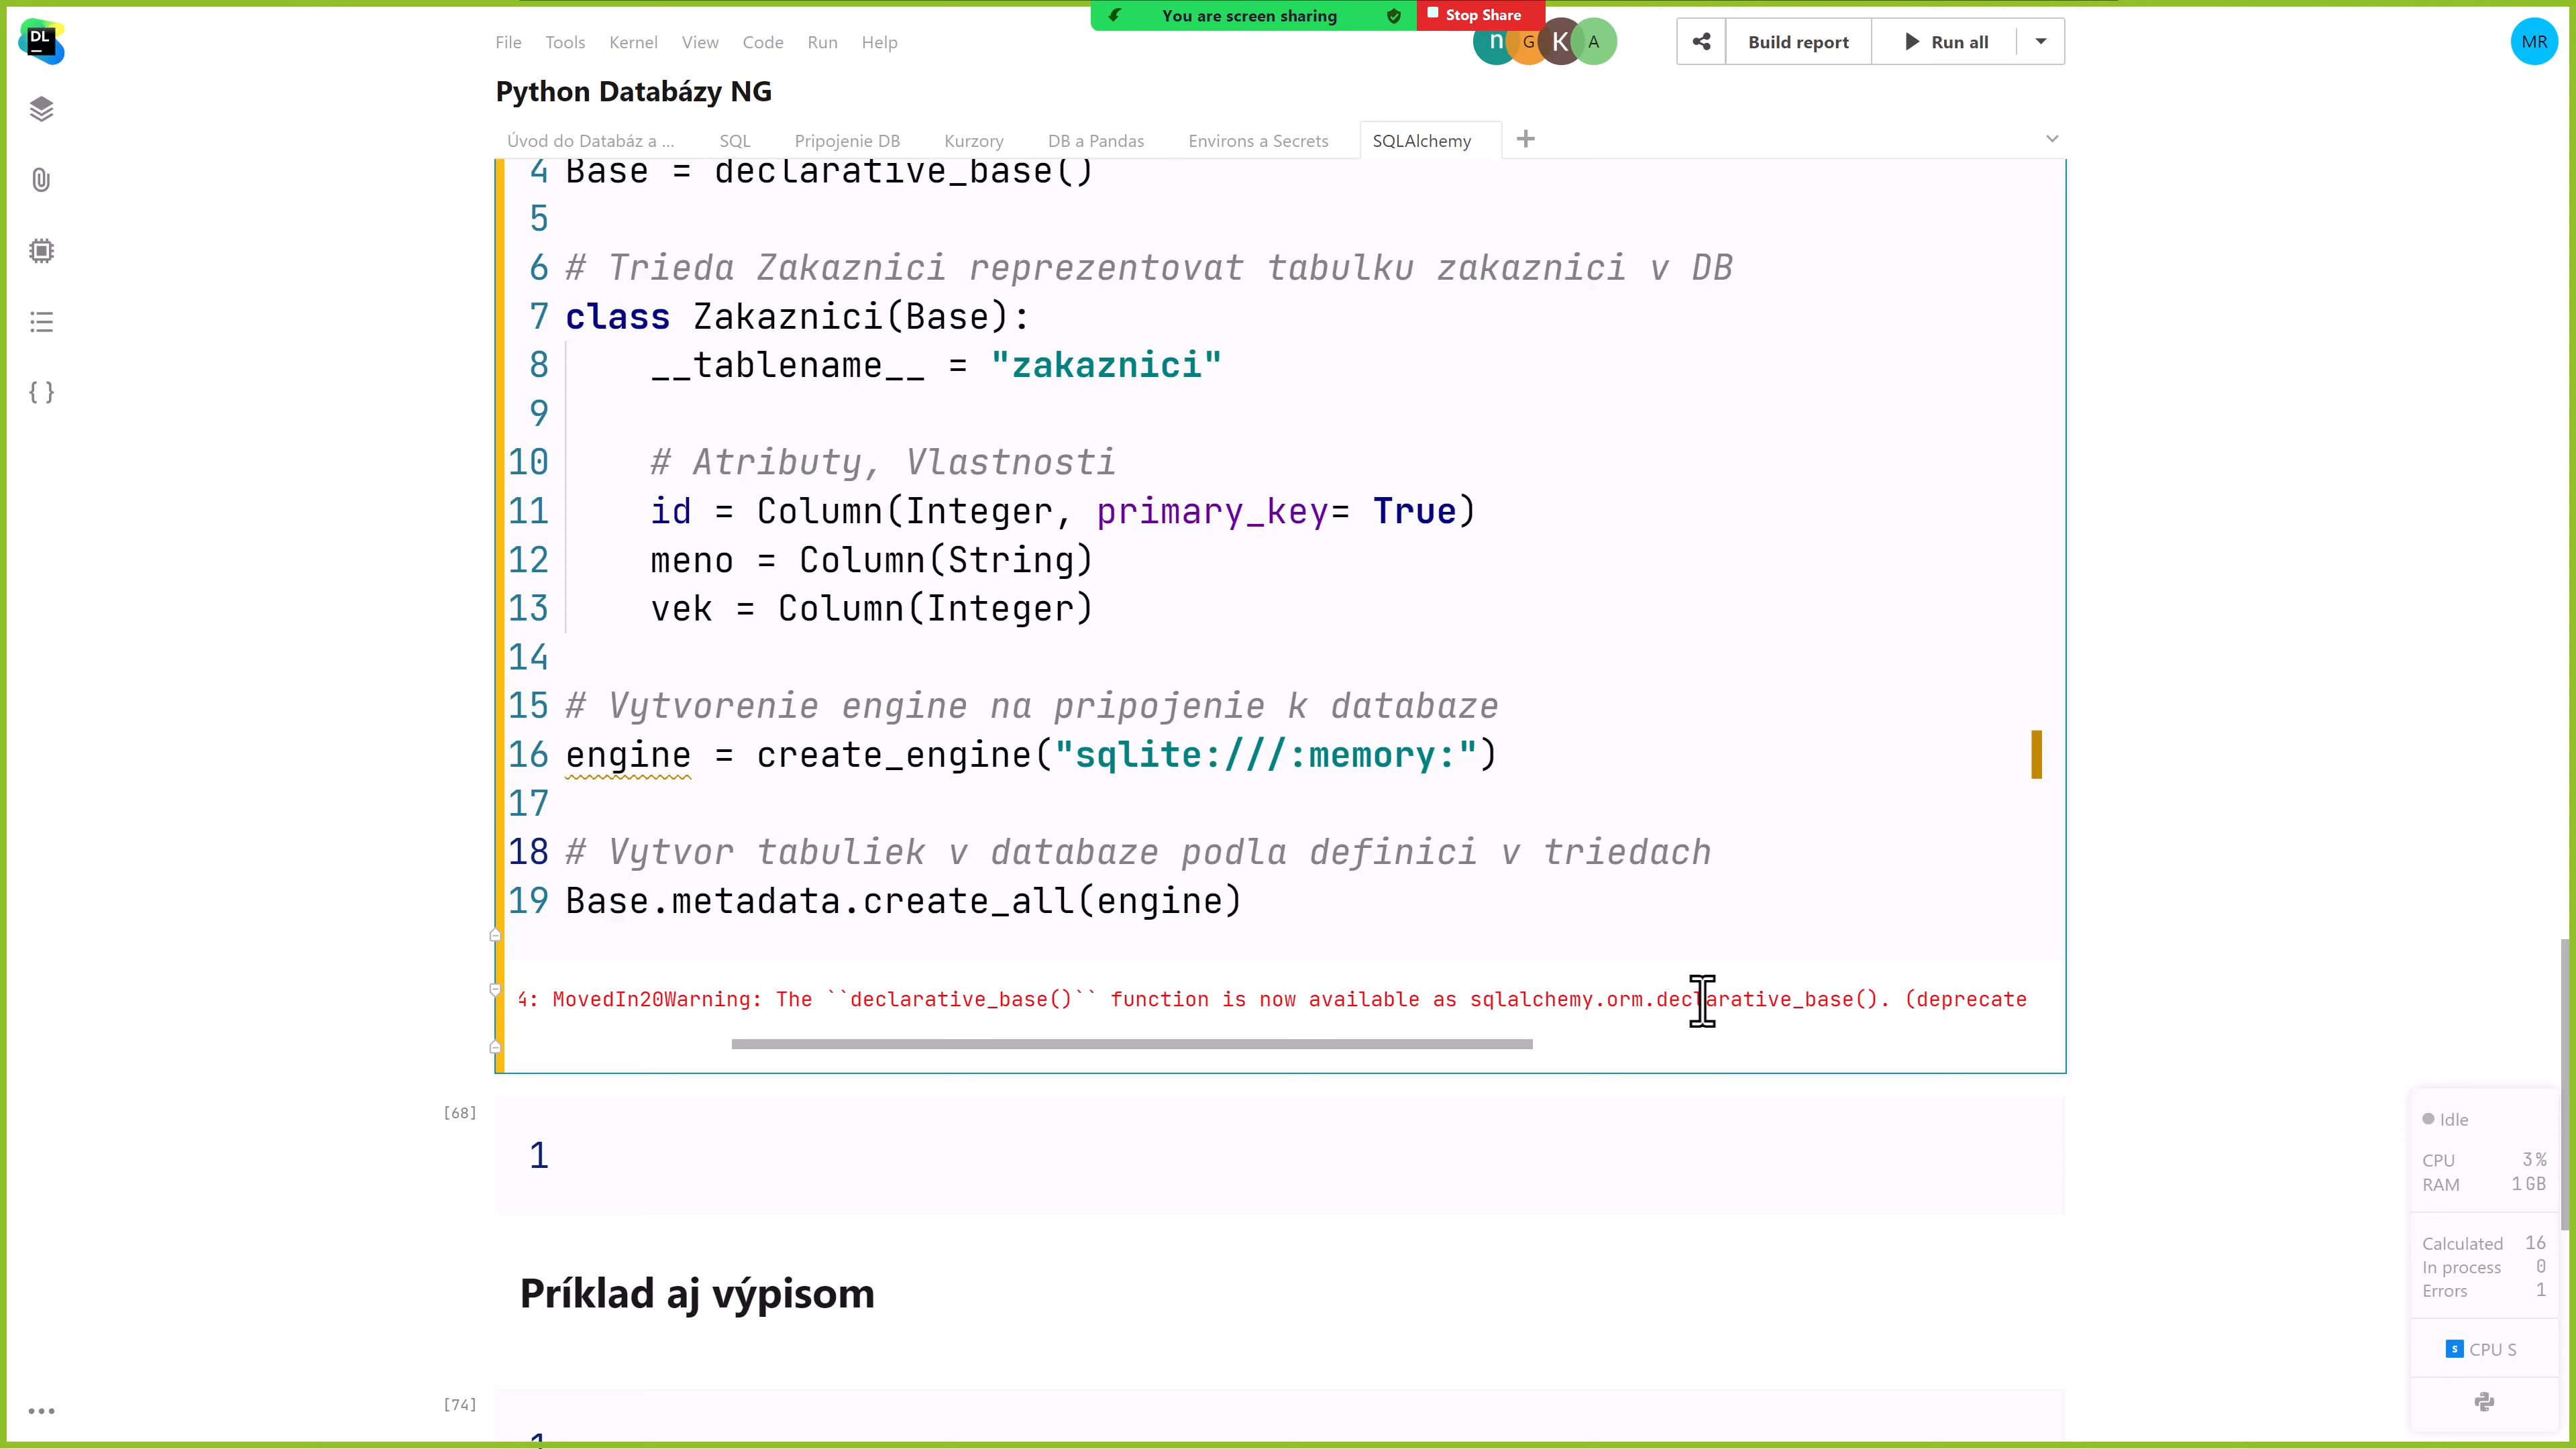 You are screen sharing
Stop Share
DL
File Tools Kernel View Code Run Help
n G K A
Build report
Run all
MR
Python Databázy NG
Úvod do Databáz a ... SQL Pripojenie DB Kurzory DB a Pandas Environs a Secrets SQLAlchemy
4 Base = declarative_base()
5
6 # Trieda Zakaznici reprezentovat tabulku zakaznici v DB
7 class Zakaznici(Base):
8 __tablename__ = "zakaznici"
9
10 # Atributy, Vlastnosti
11 id = Column(Integer, primary_key= True)
12 meno = Column(String)
13 vek = Column(Integer)
14
15 # Vytvorenie engine na pripojenie k databaze
16 engine = create_engine("sqlite:///:memory:")
17
18 # Vytvor tabuliek v databaze podla definici v triedach
19 Base.metadata.create_all(engine)
4: MovedIn20Warning: The ``declarative_base()`` function is now available as sqlalchemy.orm.declarative_base(). (deprecate
[68]
1
Príklad aj výpisom
[74]
1
Idle
CPU 3%
RAM 1 GB
Calculated 16
In process 0
Errors 1
S CPU S